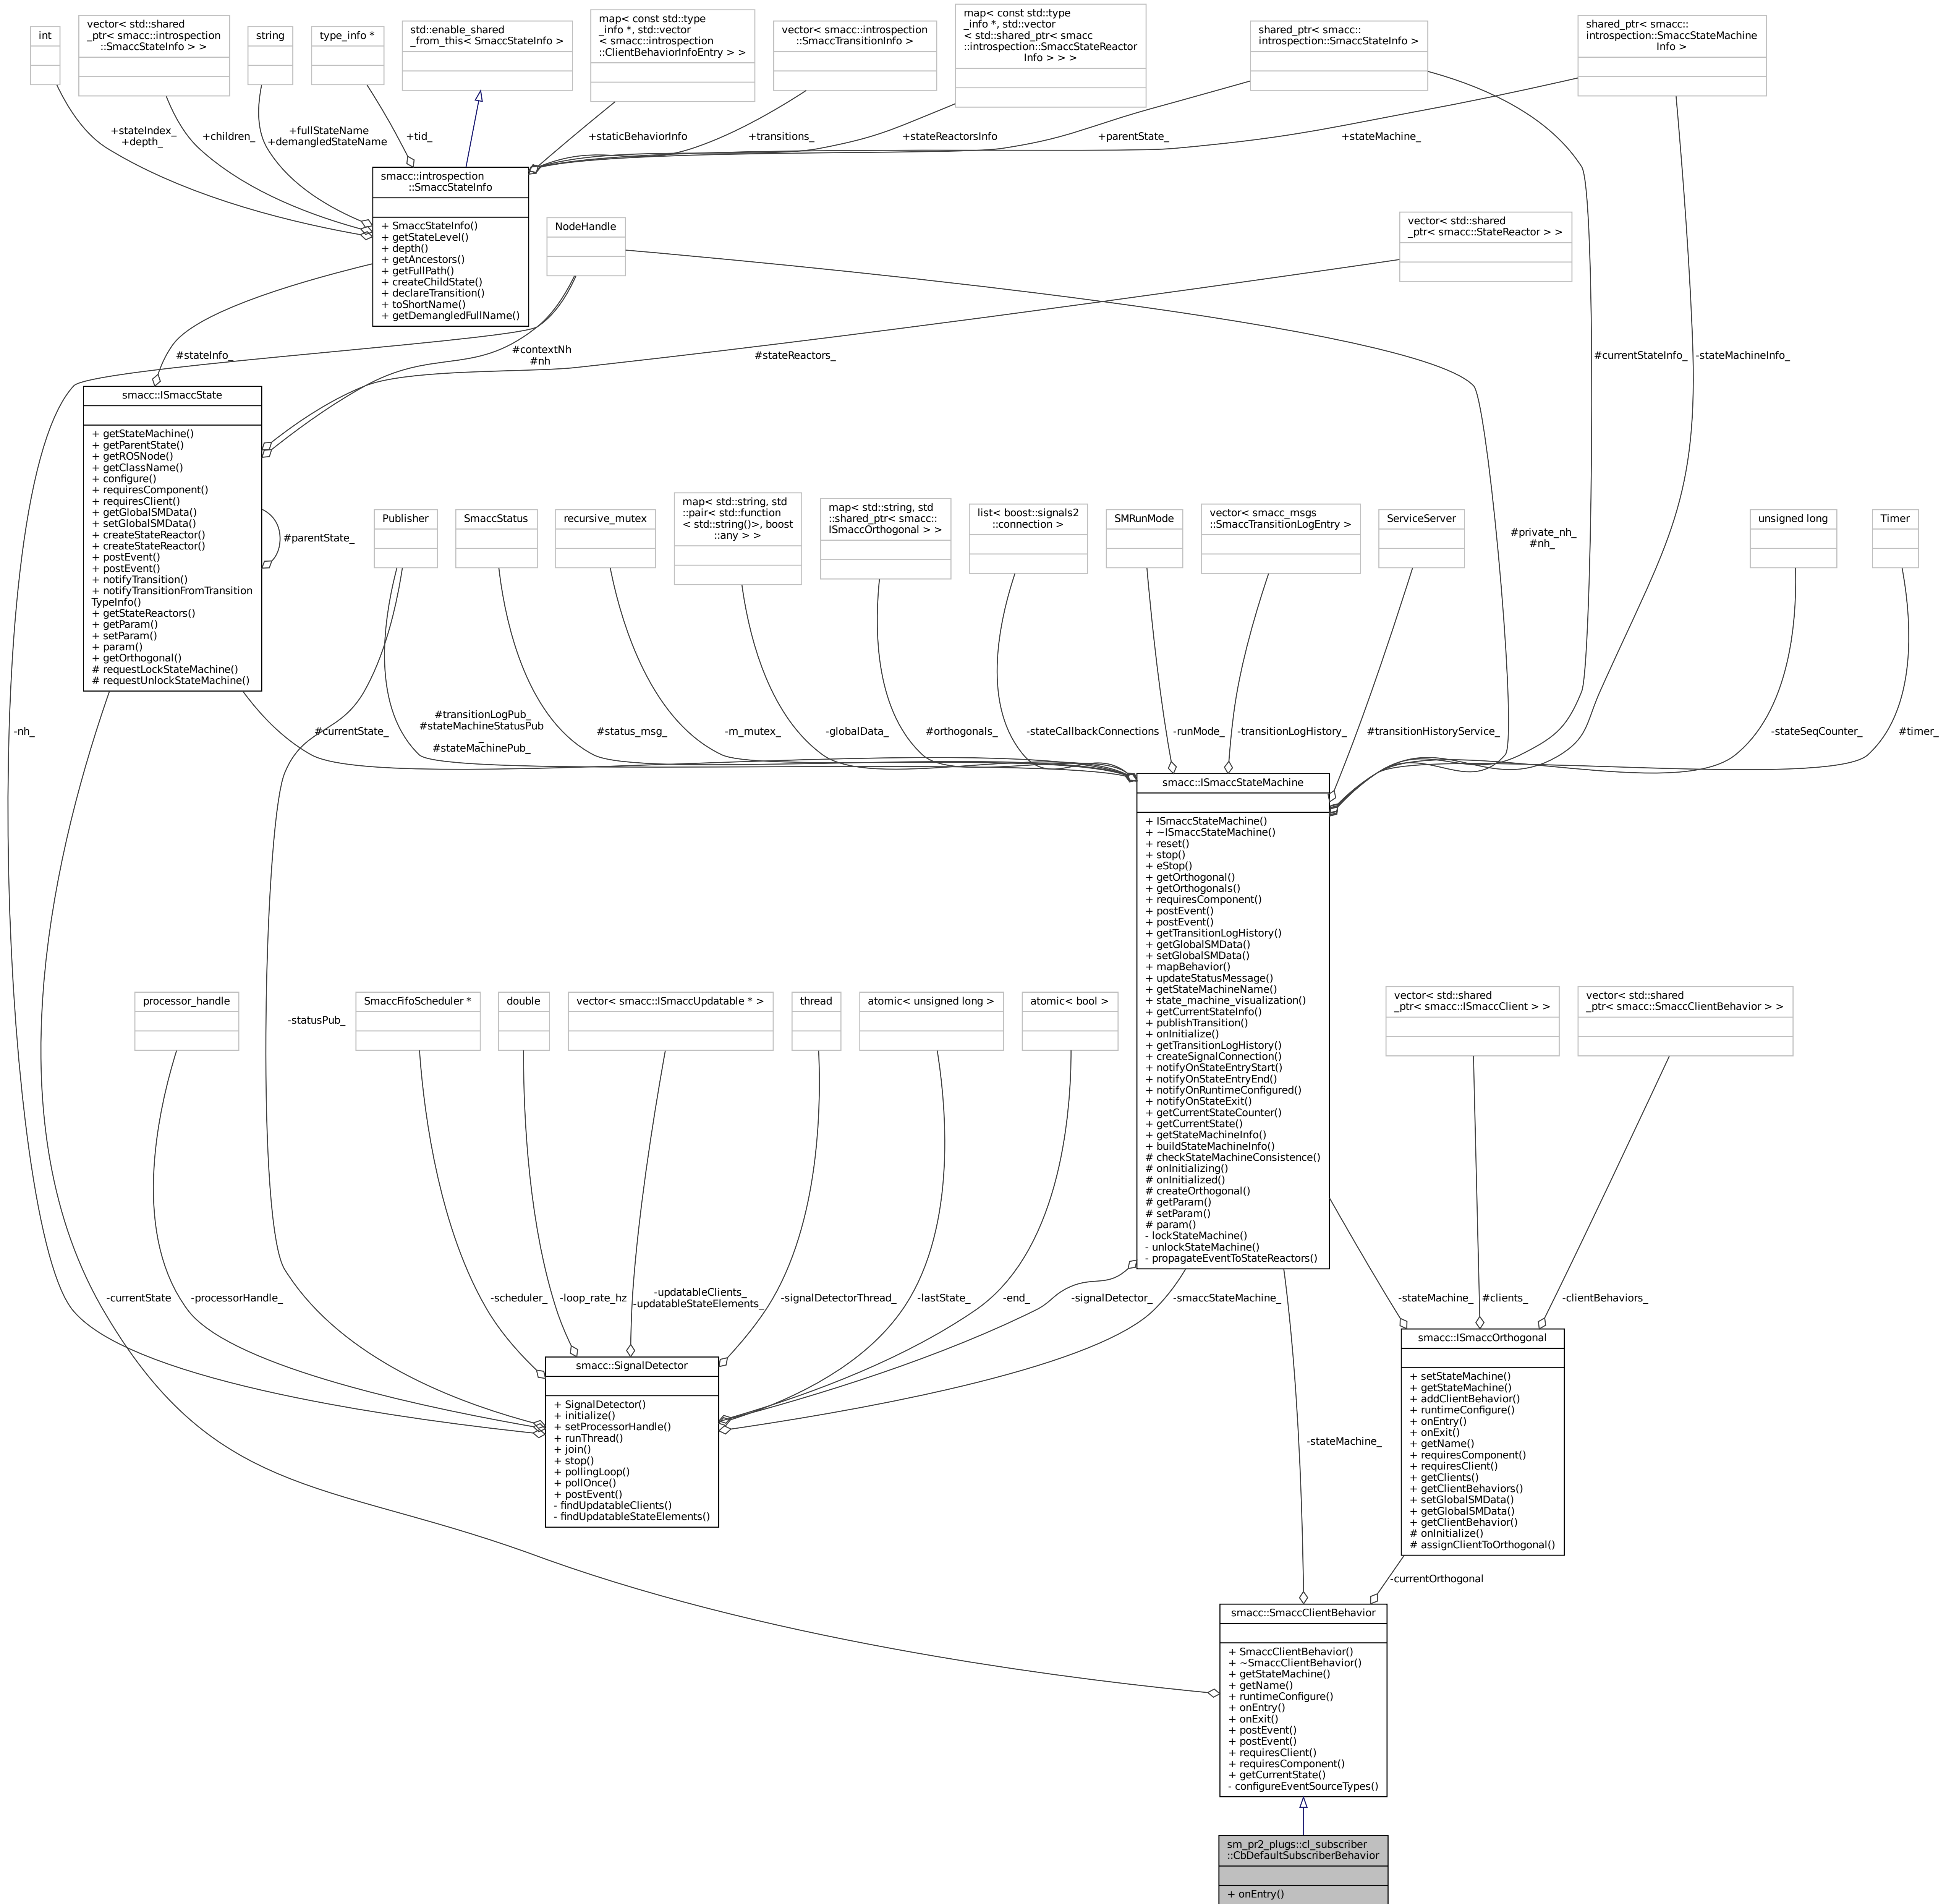 int
vector< std::shared
_ptr< smacc::introspection
::SmaccStateInfo > >
string
type_info *
std::enable_shared
_from_this< SmaccStateInfo >
map< const std::type
_info *, std::vector
< smacc::introspection
::ClientBehaviorInfoEntry > >
vector< smacc::introspection
::SmaccTransitionInfo >
map< const std::type
_info *, std::vector
< std::shared_ptr< smacc
::introspection::SmaccStateReactor
Info > > >
shared_ptr< smacc::
introspection::SmaccStateInfo >
shared_ptr< smacc::
introspection::SmaccStateMachine
Info >
+stateIndex_
+depth_
+children_
+fullStateName
+demangledStateName
+tid_
+staticBehaviorInfo
+transitions_
+stateReactorsInfo
+parentState_
+stateMachine_
smacc::introspection
::SmaccStateInfo
+ SmaccStateInfo()
+ getStateLevel()
+ depth()
+ getAncestors()
+ getFullPath()
+ createChildState()
+ declareTransition()
+ toShortName()
+ getDemangledFullName()
NodeHandle
vector< std::shared
_ptr< smacc::StateReactor > >
#stateInfo_
#contextNh
#nh
#stateReactors_
#currentStateInfo_
-stateMachineInfo_
smacc::ISmaccState
+ getStateMachine()
+ getParentState()
+ getROSNode()
+ getClassName()
+ configure()
+ requiresComponent()
+ requiresClient()
+ getGlobalSMData()
+ setGlobalSMData()
+ createStateReactor()
+ createStateReactor()
+ postEvent()
+ postEvent()
+ notifyTransition()
+ notifyTransitionFromTransition
TypeInfo()
+ getStateReactors()
+ getParam()
+ setParam()
+ param()
+ getOrthogonal()
# requestLockStateMachine()
# requestUnlockStateMachine()
#parentState_
Publisher
SmaccStatus
recursive_mutex
map< std::string, std
::pair< std::function
< std::string()>, boost
::any > >
map< std::string, std
::shared_ptr< smacc::
ISmaccOrthogonal > >
list< boost::signals2
::connection >
SMRunMode
vector< smacc_msgs
::SmaccTransitionLogEntry >
ServiceServer
#private_nh_
#nh_
unsigned long
Timer
-nh_
#currentState_
#transitionLogPub_
#stateMachineStatusPub
_
#stateMachinePub_
#status_msg_
-m_mutex_
-globalData_
#orthogonals_
-stateCallbackConnections
-runMode_
-transitionLogHistory_
#transitionHistoryService_
-stateSeqCounter_
#timer_
smacc::ISmaccStateMachine
+ ISmaccStateMachine()
+ ~ISmaccStateMachine()
+ reset()
+ stop()
+ eStop()
+ getOrthogonal()
+ getOrthogonals()
+ requiresComponent()
+ postEvent()
+ postEvent()
+ getTransitionLogHistory()
+ getGlobalSMData()
+ setGlobalSMData()
+ mapBehavior()
+ updateStatusMessage()
+ getStateMachineName()
+ state_machine_visualization()
+ getCurrentStateInfo()
+ publishTransition()
+ onInitialize()
+ getTransitionLogHistory()
+ createSignalConnection()
+ notifyOnStateEntryStart()
+ notifyOnStateEntryEnd()
+ notifyOnRuntimeConfigured()
+ notifyOnStateExit()
+ getCurrentStateCounter()
+ getCurrentState()
+ getStateMachineInfo()
+ buildStateMachineInfo()
# checkStateMachineConsistence()
# onInitializing()
# onInitialized()
# createOrthogonal()
# getParam()
# setParam()
# param()
- lockStateMachine()
- unlockStateMachine()
- propagateEventToStateReactors()
processor_handle
-statusPub_
SmaccFifoScheduler *
double
vector< smacc::ISmaccUpdatable * >
thread
atomic< unsigned long >
atomic< bool >
vector< std::shared
_ptr< smacc::ISmaccClient > >
vector< std::shared
_ptr< smacc::SmaccClientBehavior > >
-currentState
-processorHandle_
-scheduler_
-loop_rate_hz
-updatableClients_
-updatableStateElements_
-signalDetectorThread_
-lastState_
-end_
-signalDetector_
-smaccStateMachine_
-stateMachine_
#clients_
-clientBehaviors_
smacc::SignalDetector
+ SignalDetector()
+ initialize()
+ setProcessorHandle()
+ runThread()
+ join()
+ stop()
+ pollingLoop()
+ pollOnce()
+ postEvent()
- findUpdatableClients()
- findUpdatableStateElements()
-stateMachine_
smacc::ISmaccOrthogonal
+ setStateMachine()
+ getStateMachine()
+ addClientBehavior()
+ runtimeConfigure()
+ onEntry()
+ onExit()
+ getName()
+ requiresComponent()
+ requiresClient()
+ getClients()
+ getClientBehaviors()
+ setGlobalSMData()
+ getGlobalSMData()
+ getClientBehavior()
# onInitialize()
# assignClientToOrthogonal()
-currentOrthogonal
smacc::SmaccClientBehavior
+ SmaccClientBehavior()
+ ~SmaccClientBehavior()
+ getStateMachine()
+ getName()
+ runtimeConfigure()
+ onEntry()
+ onExit()
+ postEvent()
+ postEvent()
+ requiresClient()
+ requiresComponent()
+ getCurrentState()
- configureEventSourceTypes()
sm_pr2_plugs::cl_subscriber
::CbDefaultSubscriberBehavior
+ onEntry()